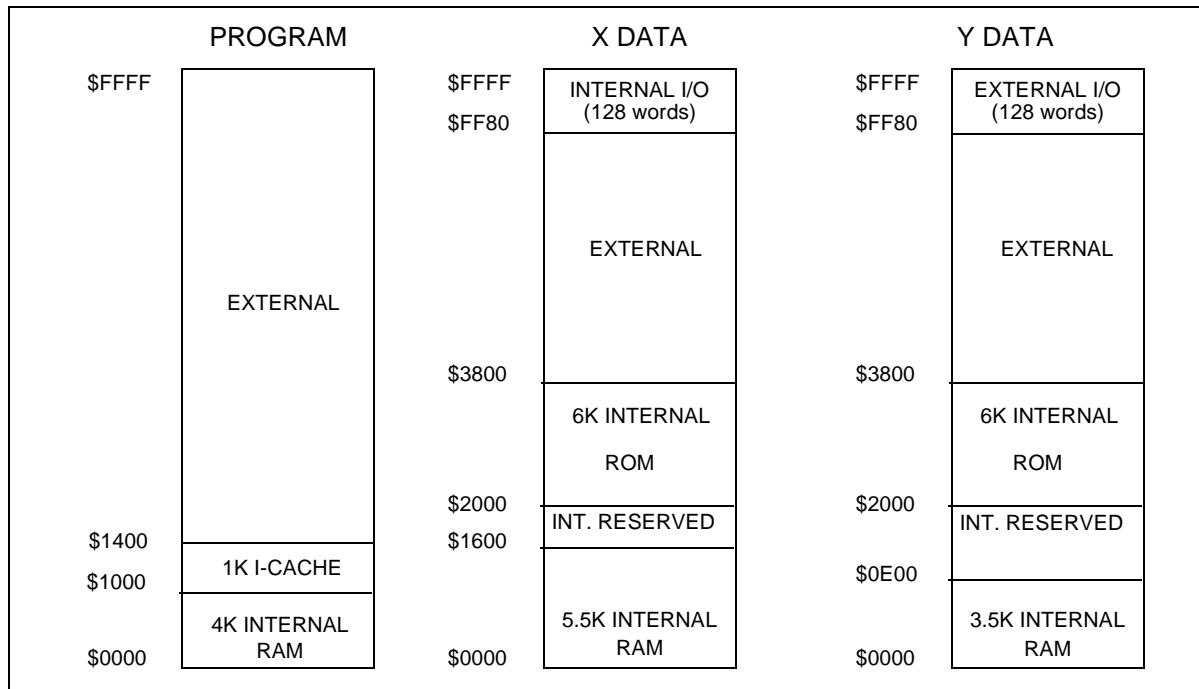 PROGRAM
$FFFF
EXTERNAL
$1400
1K I-CACHE
$1000
4K INTERNAL
RAM
$0000
X DATA
$FFFF
INTERNAL I/O
(128 words)
$FF80
EXTERNAL
$3800
6K INTERNAL
ROM
$2000
INT. RESERVED
$1600
5.5K INTERNAL
RAM
$0000
Y DATA
$FFFF
EXTERNAL I/O
(128 words)
$FF80
EXTERNAL
$3800
6K INTERNAL
ROM
$2000
INT. RESERVED
$0E00
3.5K INTERNAL
RAM
$0000